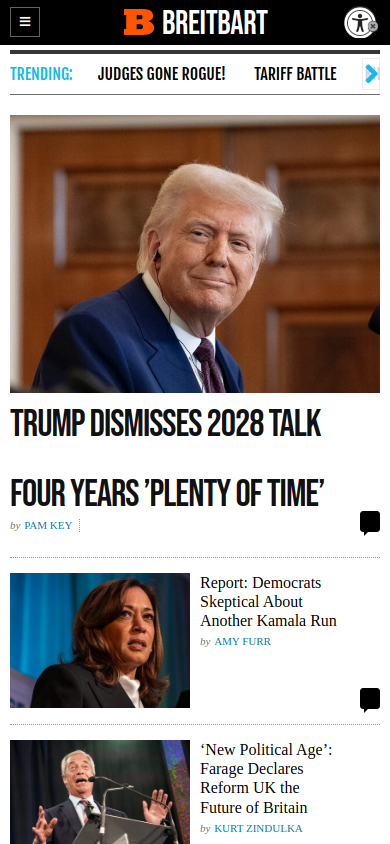 B BREITBART
TRENDING:
JUDGES GONE ROGUE!
TARIFF BATTLE
TRUMP DISMISSES 2028 TALK
FOUR YEARS ’PLENTY OF TIME’
by PAM KEY
Report: Democrats
Skeptical About
Another Kamala Run
by AMY FURR
‘New Political Age’:
Farage Declares
Reform UK the
Future of Britain
by KURT ZINDULKA